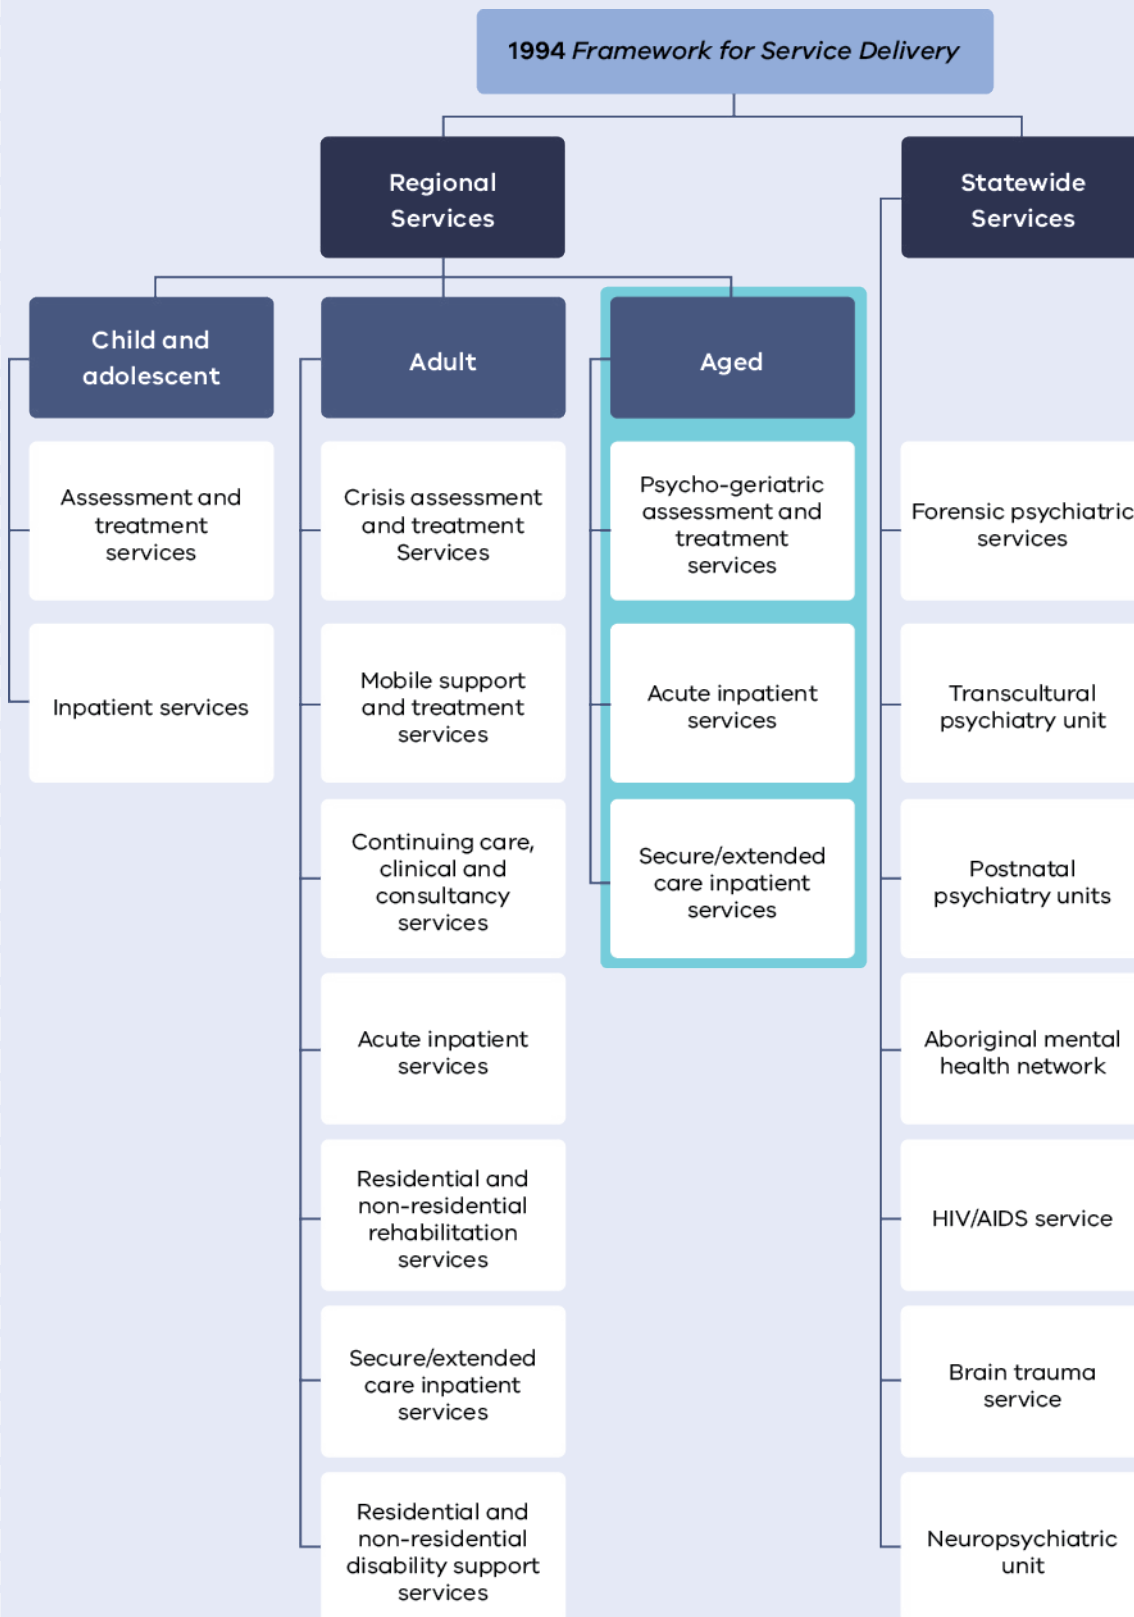 1994 Framework for Service Delivery
Regional
Services
Statewide
Services
Child and
adolescent
Adult
Aged
Assessment and
treatment
services
Inpatient services
Crisis assessment
and treatment
Services
Mobile support
and treatment
services
Continuing care,
clinical and
consultancy
services
Acute inpatient
services
Residential and
non-residential
rehabilitation
services
Secure/extended
care inpatient
services
Residential and
non-residential
disability support
services
Psycho-geriatric
assessment and
treatment
services
Acute inpatient
services
Secure/extended
care inpatient
services
Forensic psychiatric
services
Transcultural
psychiatry unit
Postnatal
psychiatry units
Aboriginal mental
health network
HIV/AIDS service
Brain trauma
service
Neuropsychiatric
unit